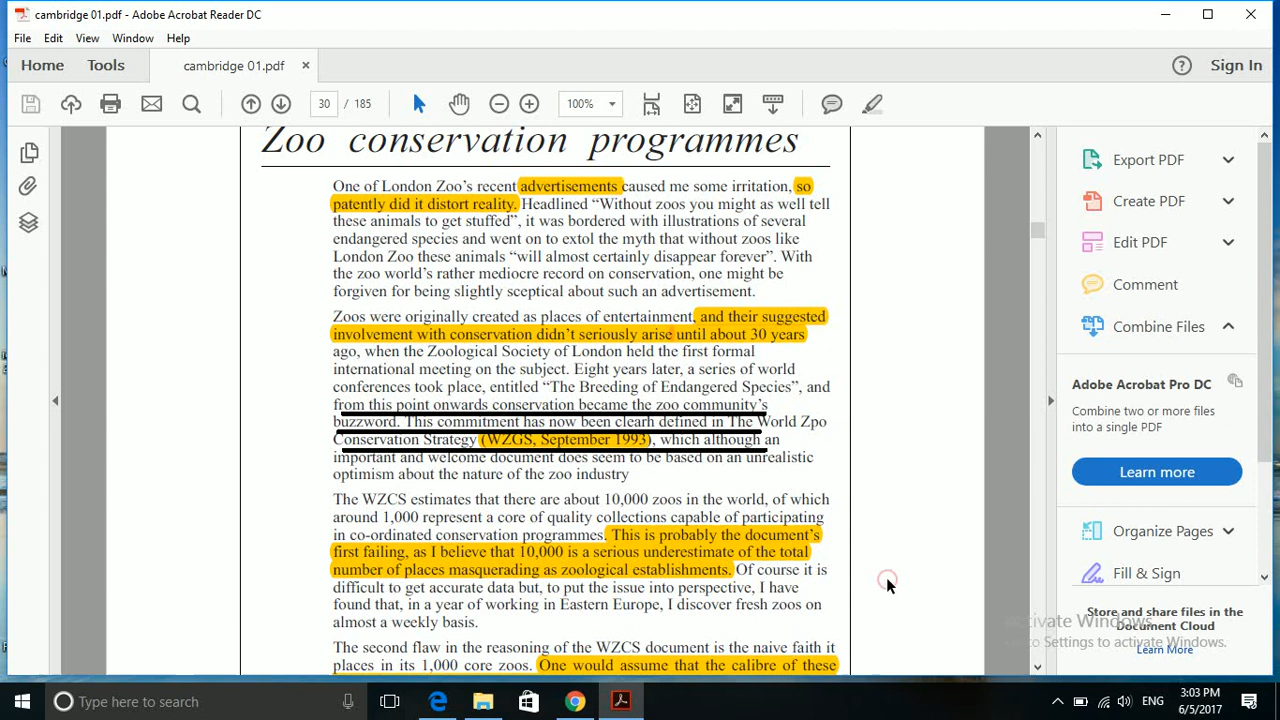 cambridge 01.pdf - Adobe Acrobat Reader DC
File Edit View Window Help
Home Tools cambridge 01.pdf × Sign In
30 / 185 100%
Zoo conservation programmes
One of London Zoo's recent advertisements caused me some irritation, so
patently did it distort reality. Headlined “Without zoos you might as well tell
these animals to get stuffed”, it was bordered with illustrations of several
endangered species and went on to extol the myth that without zoos like
London.Zoo these animals “will almost certainly disappear forever”. With
the zoo world's rather mediocre record on conservation, one might be
forgiven for being slightly sceptical about such an advertisement.
Zoos were originally created as places of entertainment, and their suggested
involvement with conservation didn't seriously arise until about 30 years
ago, when the Zoological Society of London held the first formal
international meeting on the subject. Eight years later, a series of world
conferences took place, entitled “The Breeding of Endangered Species”, and
from this point onwards conservation became the zoo community's
buzzword. This commitment has now been clearh defined in The World Zpo
Conservation Strategy (WZGS, September 1993), which although an
important and welcome document does seem to be based on an unrealistic
optimism about the nature of the zoo industry
The WZCS estimates that there are about 10,000 zoos in the world, of which
around 1,000 represent a core of quality collections capable of participating
in co-ordinated conservation programmes. This is probably the document's
first failing, as I believe that 10,000 is a serious underestimate of the total
number of places masquerading as zoological establishments. Of course it is
difficult to get accurate data but, to put the issue into perspective, I have
found that, in a year of working in Eastern Europe, I discover fresh zoos on
almost a weekly basis.
The second flaw in the reasoning of the WZCS document is the naive faith it
places in its 1,000 core zoos. One would assume that the calibre of these
Export PDF
Create PDF
Edit PDF
Comment
Combine Files
Adobe Acrobat Pro DC
Combine two or more files
into a single PDF
Learn more
Organize Pages
Fill & Sign
Store and share files in the
Document Cloud
Learn More
Activate Windows
Go to Settings to activate Windows.
Type here to search
ENG
3:03 PM
6/5/2017